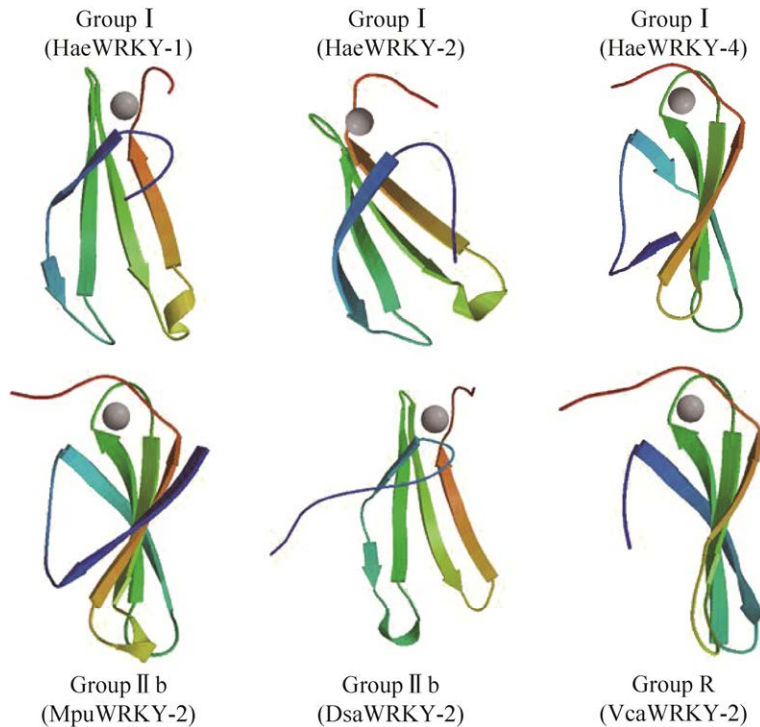 Group Ⅰ
(HaeWRKY-1)
Group Ⅰ
(HaeWRKY-2)
Group Ⅰ
(HaeWRKY-4)
Group Ⅱ b
(MpuWRKY-2)
Group Ⅱ b
(DsaWRKY-2)
Group R
(VcaWRKY-2)